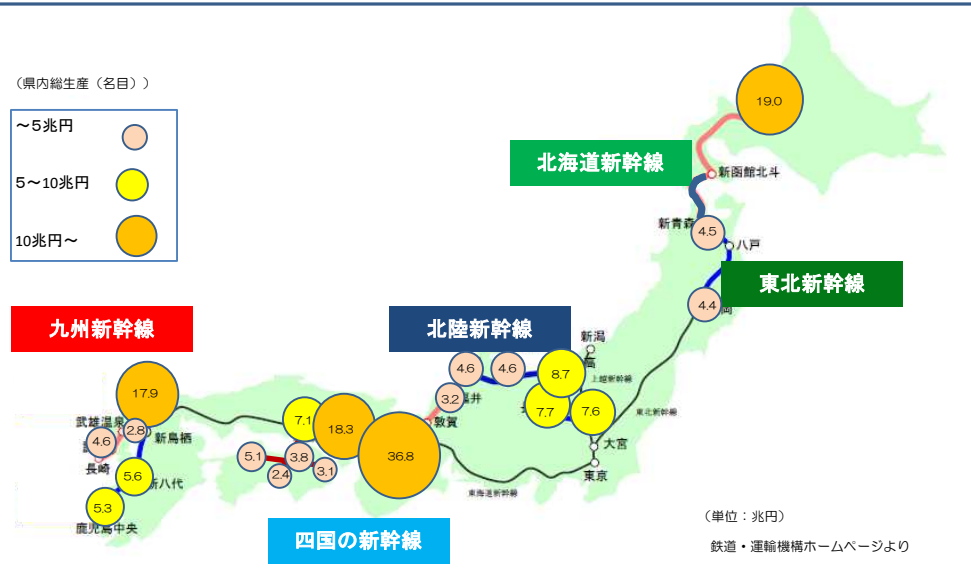 (県内総生産(名目))
~5兆円
5~10兆円
10兆円~
19.0
北海道新幹線
新函館北斗
新青森
4.5
八戸
東北新幹線
4.4
九州新幹線
北陸新幹線
新潟
4.6
4.6
8.7
上越新幹線
3.2
福井
7.7
7.6
東北新幹線
17.9
武雄温泉
2.8
新鳥栖
4.6
長崎
7.1
18.3
36.8
敦賀
大宮
東京
5.1
3.8
2.4
3.1
5.6
新八代
東海道新幹線
5.3
鹿児島中央
四国の新幹線
(単位:兆円)
鉄道・運輸機構ホームページより